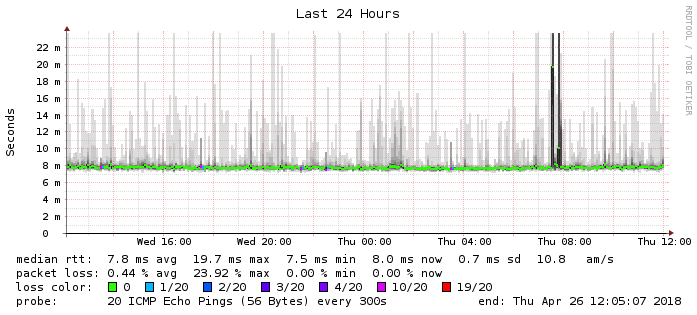 Last 24 Hours
RRDTOOL / TOBI OETIKER
Seconds
22 m
20 m
18 m
16 m
14 m
12 m
10 m
8 m
6 m
4 m
2 m
0
Wed 16:00 Wed 20:00 Thu 00:00 Thu 04:00 Thu 08:00 Thu 12:00
median rtt: 7.8 ms avg 19.7 ms max 7.5 ms min 8.0 ms now 0.7 ms sd 10.8 am/s
packet loss: 0.44 % avg 23.92 % max 0.00 % min 0.00 % now
loss color: 0 1/20 2/20 3/20 4/20 10/20 19/20
probe: 20 ICMP Echo Pings (56 Bytes) every 300s end: Thu Apr 26 12:05:07 2018